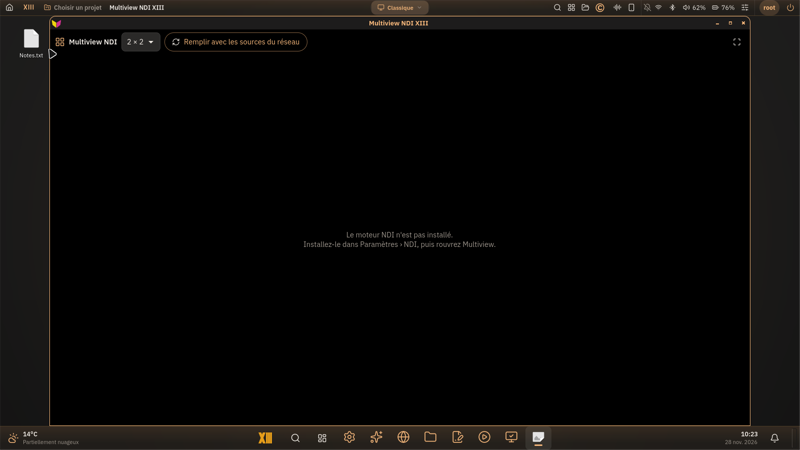 XIII
Choisir un projet
Multiview NDI XIII
Classique
62%
76%
root
Multiview NDI XIII
Notes.txt
Multiview NDI
2 × 2
Remplir avec les sources du réseau
Le moteur NDI n'est pas installé.
Installez-le dans Paramètres › NDI, puis rouvrez Multiview.
14°C
Partiellement nuageux
XIII
10:23
28 nov. 2026